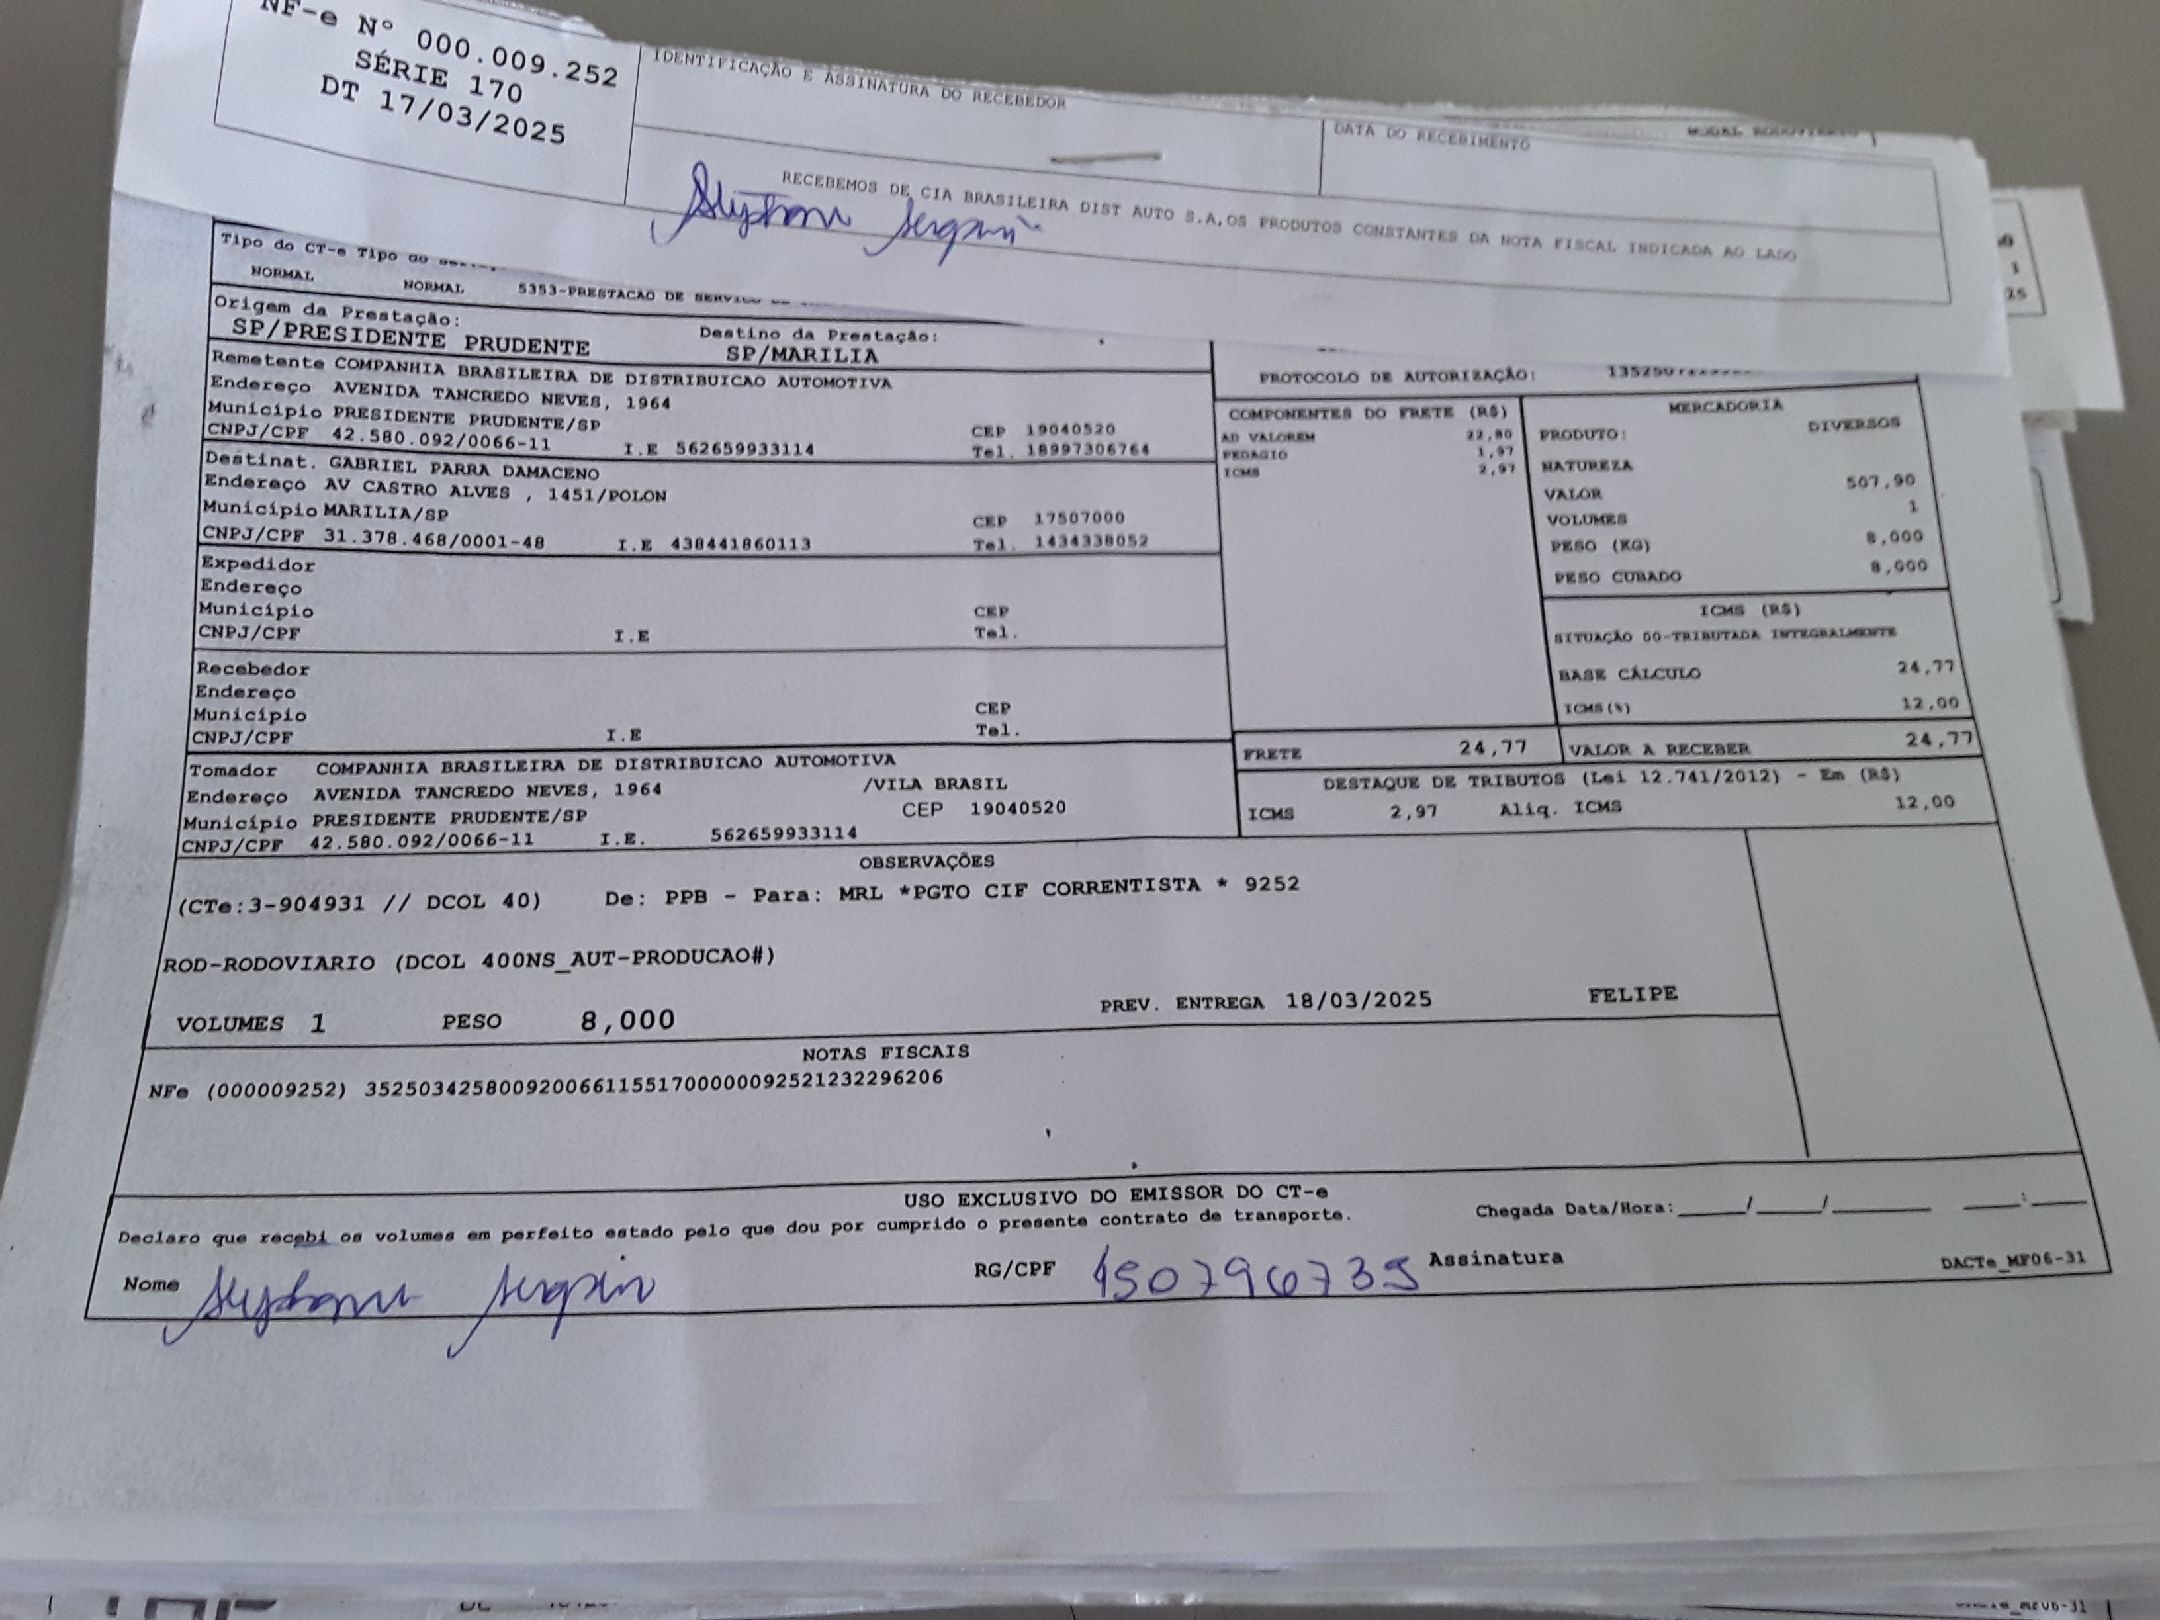 NF-e Nº 000.009.252
SÉRIE 170
DT 17/03/2025
IDENTIFICAÇÃO E ASSINATURA DO RECEBEDOR
DATA DO RECEBIMENTO
RECEBEMOS DE CIA BRASILEIRA DIST AUTO S.A,OS PRODUTOS CONSTANTES DA NOTA FISCAL INDICADA AO LADO
Tipo do CT-e Tipo do
NORMAL NORMAL 5353-PRESTACAO DE SERVICO DE
Origem da Prestação: Destino da Prestação:
SP/PRESIDENTE PRUDENTE SP/MARILIA
Remetente COMPANHIA BRASILEIRA DE DISTRIBUICAO AUTOMOTIVA
Endereço AVENIDA TANCREDO NEVES, 1964
Município PRESIDENTE PRUDENTE/SP CEP 19040520
CNPJ/CPF 42.580.092/0066-11 I.E 562659933114 Tel. 18997306764
Destinat. GABRIEL PARRA DAMACENO
Endereço AV CASTRO ALVES , 1451/POLON
Município MARILIA/SP CEP 17507000
CNPJ/CPF 31.378.468/0001-48 I.E 438441860113 Tel. 1434338052
Expedidor
Endereço
Município CEP
CNPJ/CPF I.E Tel.
Recebedor
Endereço
Município CEP
CNPJ/CPF I.E Tel.
Tomador COMPANHIA BRASILEIRA DE DISTRIBUICAO AUTOMOTIVA
Endereço AVENIDA TANCREDO NEVES, 1964 /VILA BRASIL
Município PRESIDENTE PRUDENTE/SP CEP 19040520
CNPJ/CPF 42.580.092/0066-11 I.E. 562659933114
PROTOCOLO DE AUTORIZAÇÃO:
COMPONENTES DO FRETE (R$)
AD VALOREM 22,80
PEDAGIO 1,97
ICMS 2,97
MERCADORIA
PRODUTO: DIVERSOS
NATUREZA
VALOR 507,90
VOLUMES 1
PESO (KG) 8,000
PESO CUBADO 8,000
ICMS (R$)
SITUAÇÃO 00-TRIBUTADA INTEGRALMENTE
BASE CÁLCULO 24,77
ICMS(%) 12,00
FRETE 24,77 VALOR A RECEBER 24,77
DESTAQUE DE TRIBUTOS (Lei 12.741/2012) - Em (R$)
ICMS 2,97 Aliq. ICMS 12,00
OBSERVAÇÕES
(CTe:3-904931 // DCOL 40) De: PPB - Para: MRL *PGTO CIF CORRENTISTA * 9252
ROD-RODOVIARIO (DCOL 400NS_AUT-PRODUCAO#)
VOLUMES 1 PESO 8,000 PREV. ENTREGA 18/03/2025 FELIPE
NOTAS FISCAIS
NFe (000009252) 35250342580092006611551700000092521232296206
USO EXCLUSIVO DO EMISSOR DO CT-e
Declaro que recebi os volumes em perfeito estado pelo que dou por cumprido o presente contrato de transporte. Chegada Data/Hora:_____/_____/________ _____:_____
Nome RG/CPF 450796735 Assinatura DACTe_MF06-31